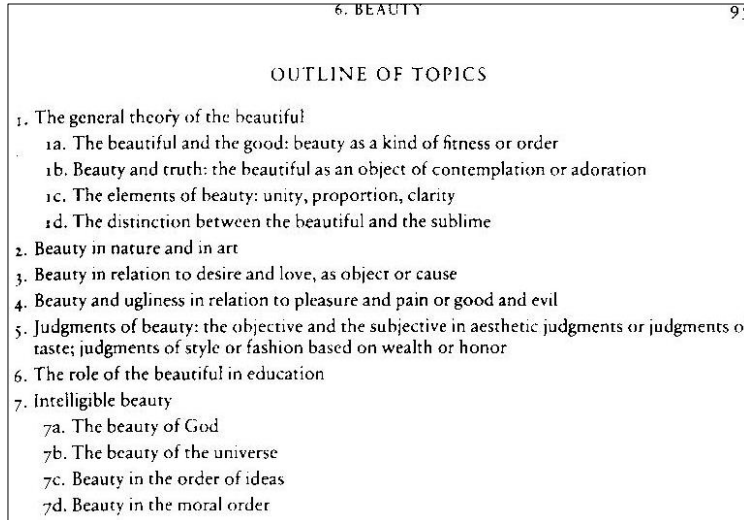 6. BEAUTY
OUTLINE OF TOPICS
1. The general theory of the beautiful
1a. The beautiful and the good: beauty as a kind of fitness or order
1b. Beauty and truth: the beautiful as an object of contemplation or adoration
1c. The elements of beauty: unity, proportion, clarity
1d. The distinction between the beautiful and the sublime
2. Beauty in nature and in art
3. Beauty in relation to desire and love, as object or cause
4. Beauty and ugliness in relation to pleasure and pain or good and evil
5. Judgments of beauty: the objective and the subjective in aesthetic judgments or judgments
taste; judgments of style or fashion based on wealth or honor
6. The role of the beautiful in education
7. Intelligible beauty
7a. The beauty of God
7b. The beauty of the universe
7c. Beauty in the order of ideas
7d. Beauty in the moral order